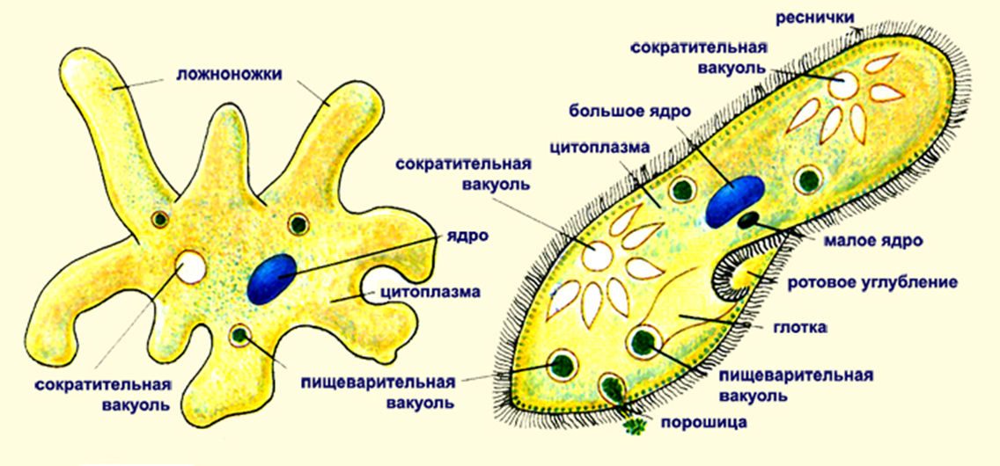 ложноножки
ядро
цитоплазма
сократительная
вакуоль
пищеварительная
вакуоль
реснички
сократительная
вакуоль
большое ядро
цитоплазма
сократительная
вакуоль
малое ядро
ротовое углубление
глотка
пищеварительная
вакуоль
порошица